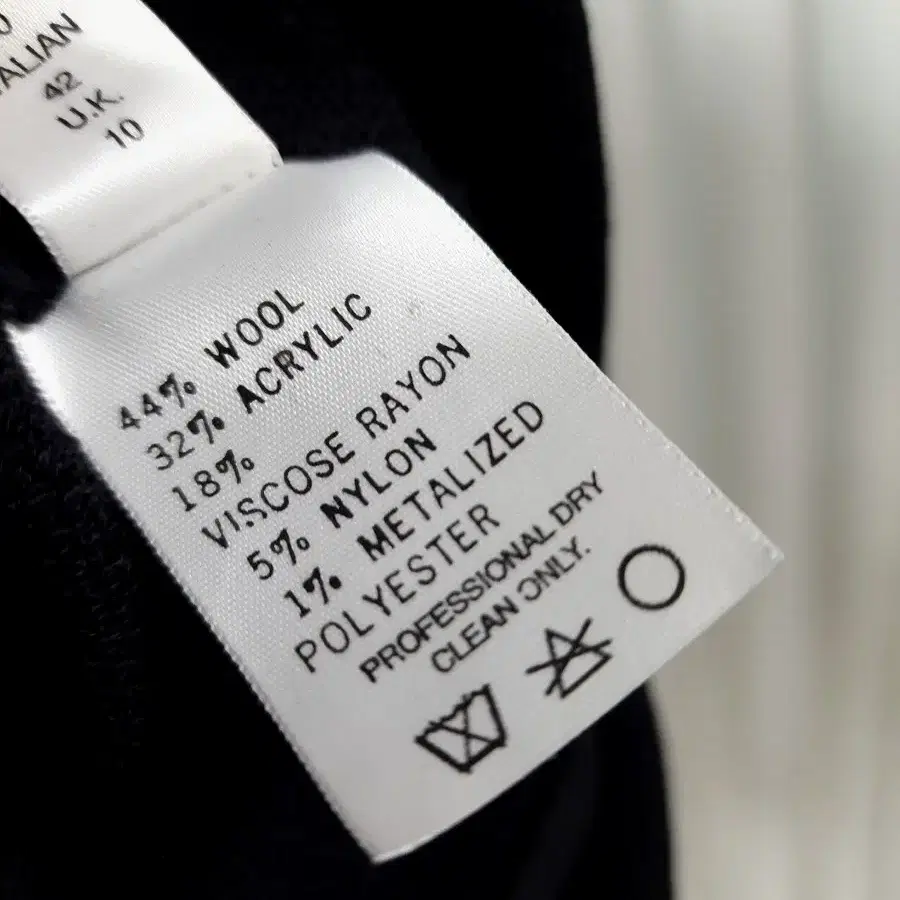 42
U.K.
10
44% WOOL
32% ACRYLIC
18%
VISCOSE RAYON
5% NYLON
1% METALIZED
POLYESTER
PROFESSIONAL DRY
CLEAN ONLY.